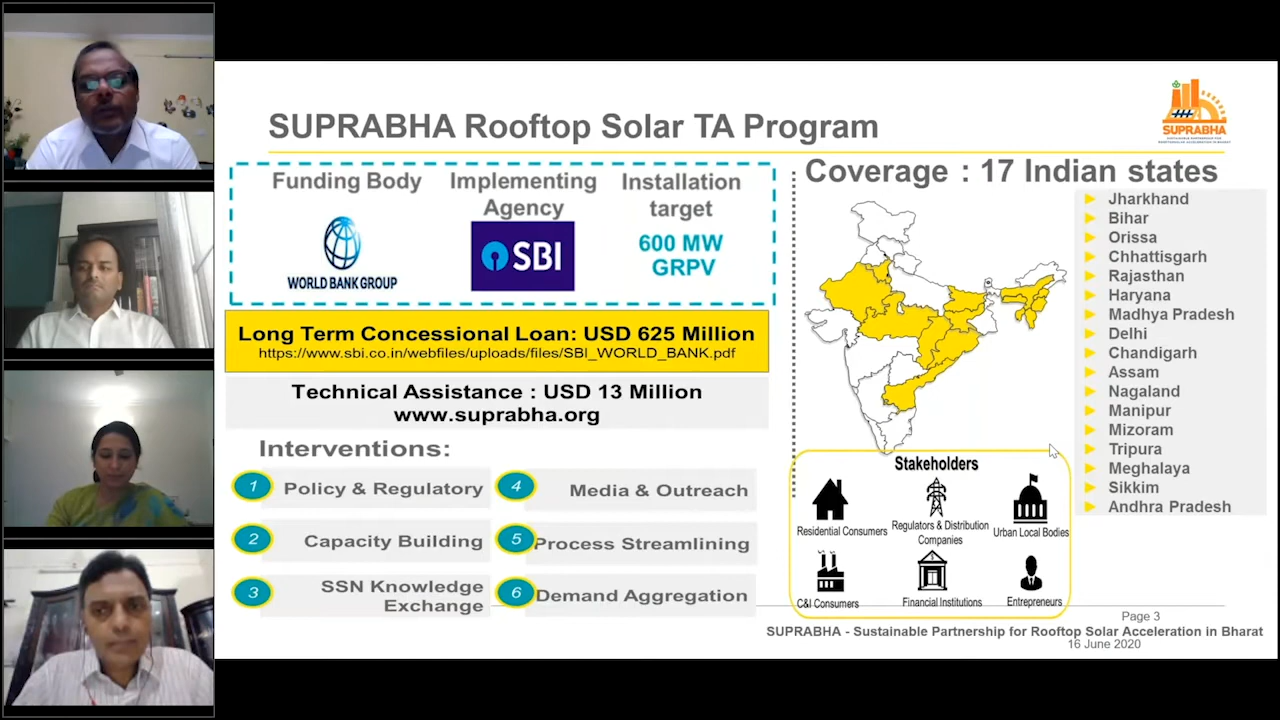 SUPRABHA Rooftop Solar TA Program
SUPRABHA
Funding Body
WORLD BANK GROUP
Implementing
Agency
SBI
Installation
target
600 MW
GRPV
Long Term Concessional Loan: USD 625 Million
https://www.sbi.co.in/webfiles/uploads/files/SBI_WORLD_BANK.pdf
Technical Assistance : USD 13 Million
www.suprabha.org
Interventions:
1 Policy & Regulatory
2 Capacity Building
3 SSN Knowledge
Exchange
4 Media & Outreach
5 Process Streamlining
6 Demand Aggregation
Coverage : 17 Indian states
Jharkhand
Bihar
Orissa
Chhattisgarh
Rajasthan
Haryana
Madhya Pradesh
Delhi
Chandigarh
Assam
Nagaland
Manipur
Mizoram
Tripura
Meghalaya
Sikkim
Andhra Pradesh
Stakeholders
Residential Consumers
Regulators & Distribution
Companies
Urban Local Bodies
C&I Consumers
Financial Institutions
Entrepreneurs
Page 3
SUPRABHA - Sustainable Partnership for Rooftop Solar Acceleration in Bharat
16 June 2020